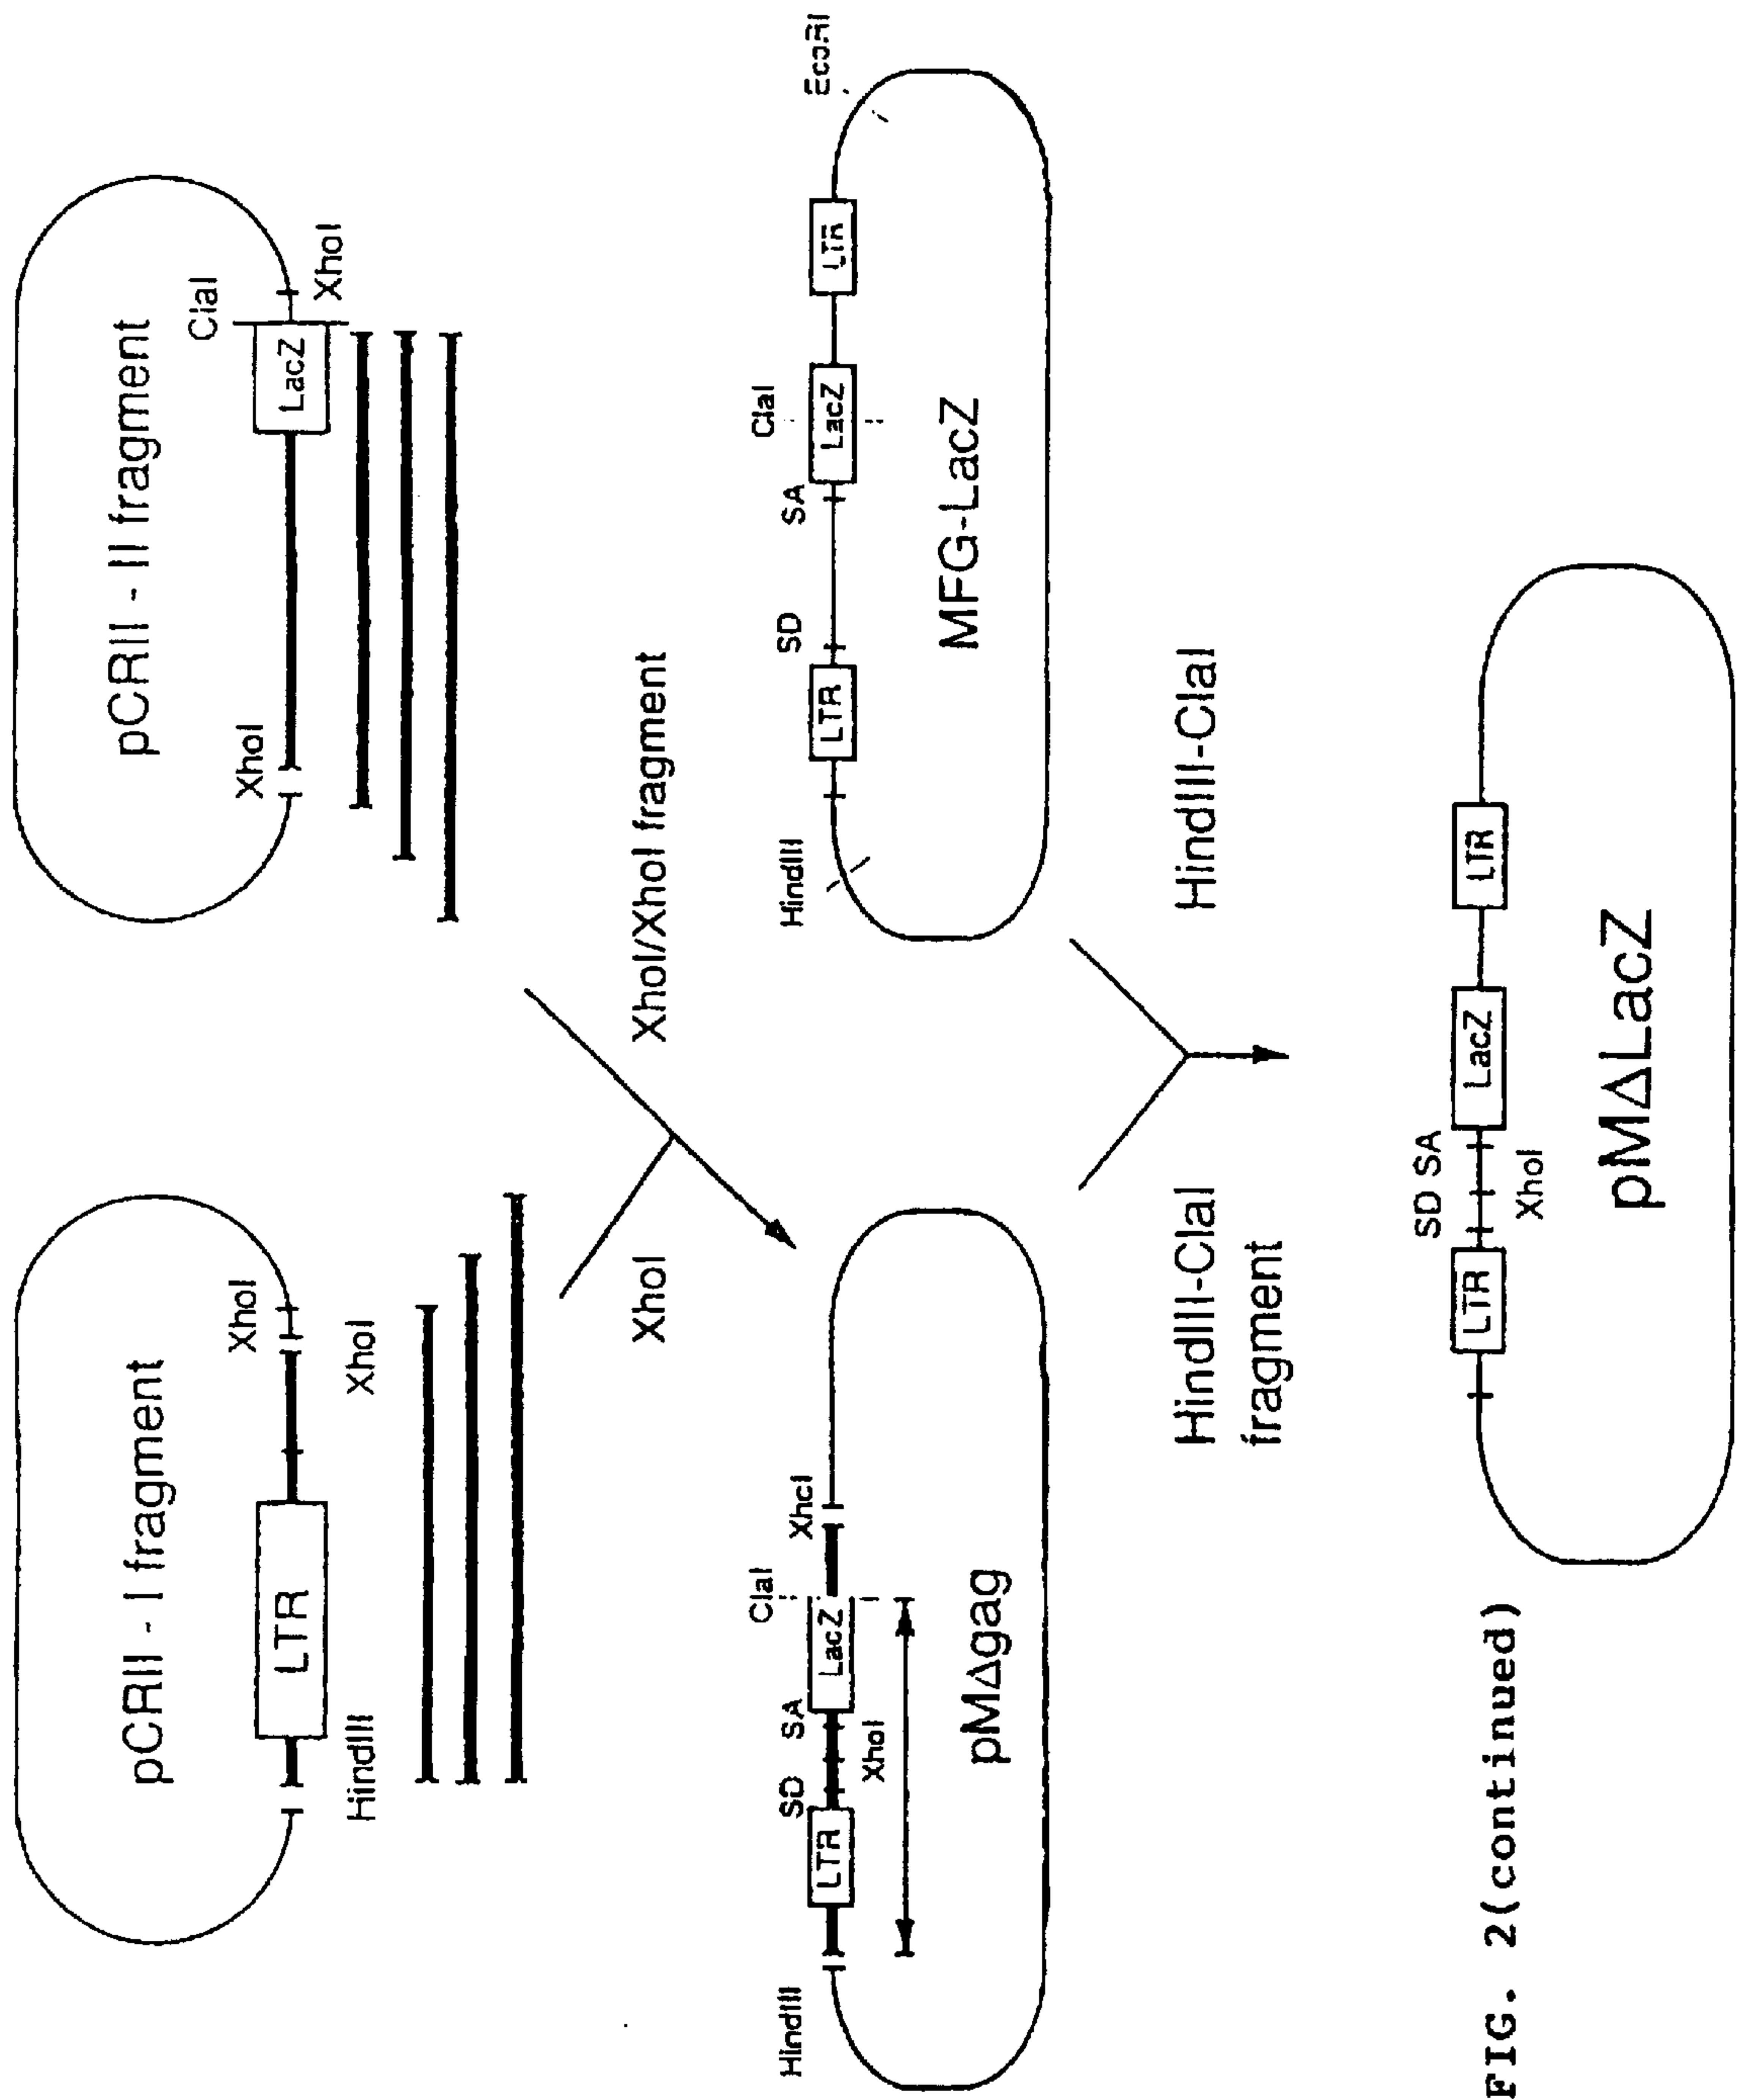 pCRII - I fragment
LTR
HindIII
XhoI
XhoI
pCRII - II fragment
XhoI
LacZ
ClaI
XhoI
XhoI
XhoI/XhoI fragment
HindIII
LTR
SD
SA
XhoI
LacZ
ClaI
XhoI
pMΔgag
HindIII
LTR
SD
SA
ClaI
LacZ
LTR
EcoRI
MFG-LacZ
HindIII-ClaI
fragment
HindIII-ClaI
LTR
SD SA
XhoI
LacZ
LTR
pMΔLacZ
FIG. 2(continued)